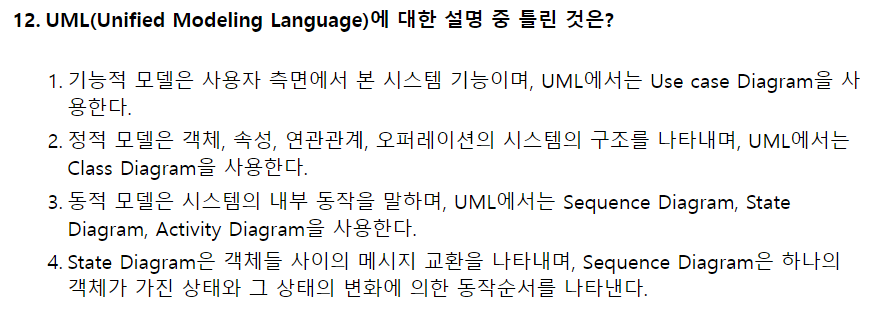 12. UML(Unified Modeling Language)에 대한 설명 중 틀린 것은?
1. 기능적 모델은 사용자 측면에서 본 시스템 기능이며, UML에서는 Use case Diagram을 사
용한다.
2. 정적 모델은 객체, 속성, 연관관계, 오퍼레이션의 시스템의 구조를 나타내며, UML에서는
Class Diagram을 사용한다.
3. 동적 모델은 시스템의 내부 동작을 말하며, UML에서는 Sequence Diagram, State
Diagram, Activity Diagram을 사용한다.
4. State Diagram은 객체들 사이의 메시지 교환을 나타내며, Sequence Diagram은 하나의
객체가 가진 상태와 그 상태의 변화에 의한 동작순서를 나타낸다.